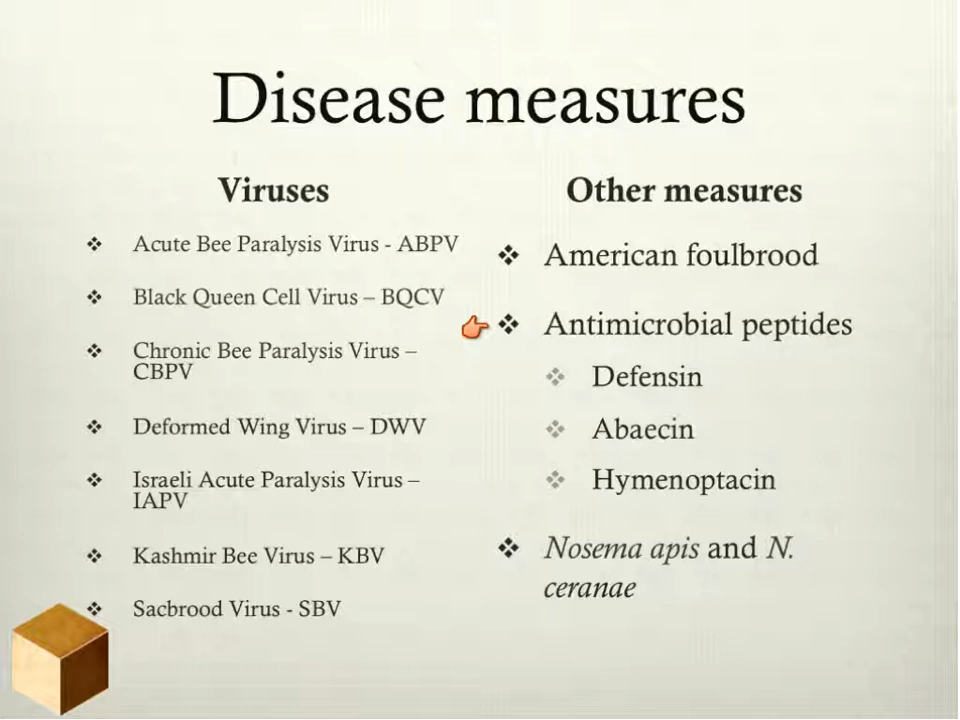 Disease measures
Viruses
Acute Bee Paralysis Virus - ABPV
Black Queen Cell Virus – BQCV
Chronic Bee Paralysis Virus –
CBPV
Deformed Wing Virus – DWV
Israeli Acute Paralysis Virus –
IAPV
Kashmir Bee Virus – KBV
Sacbrood Virus - SBV
Other measures
American foulbrood
Antimicrobial peptides
Defensin
Abaecin
Hymenoptacin
Nosema apis and N.
ceranae